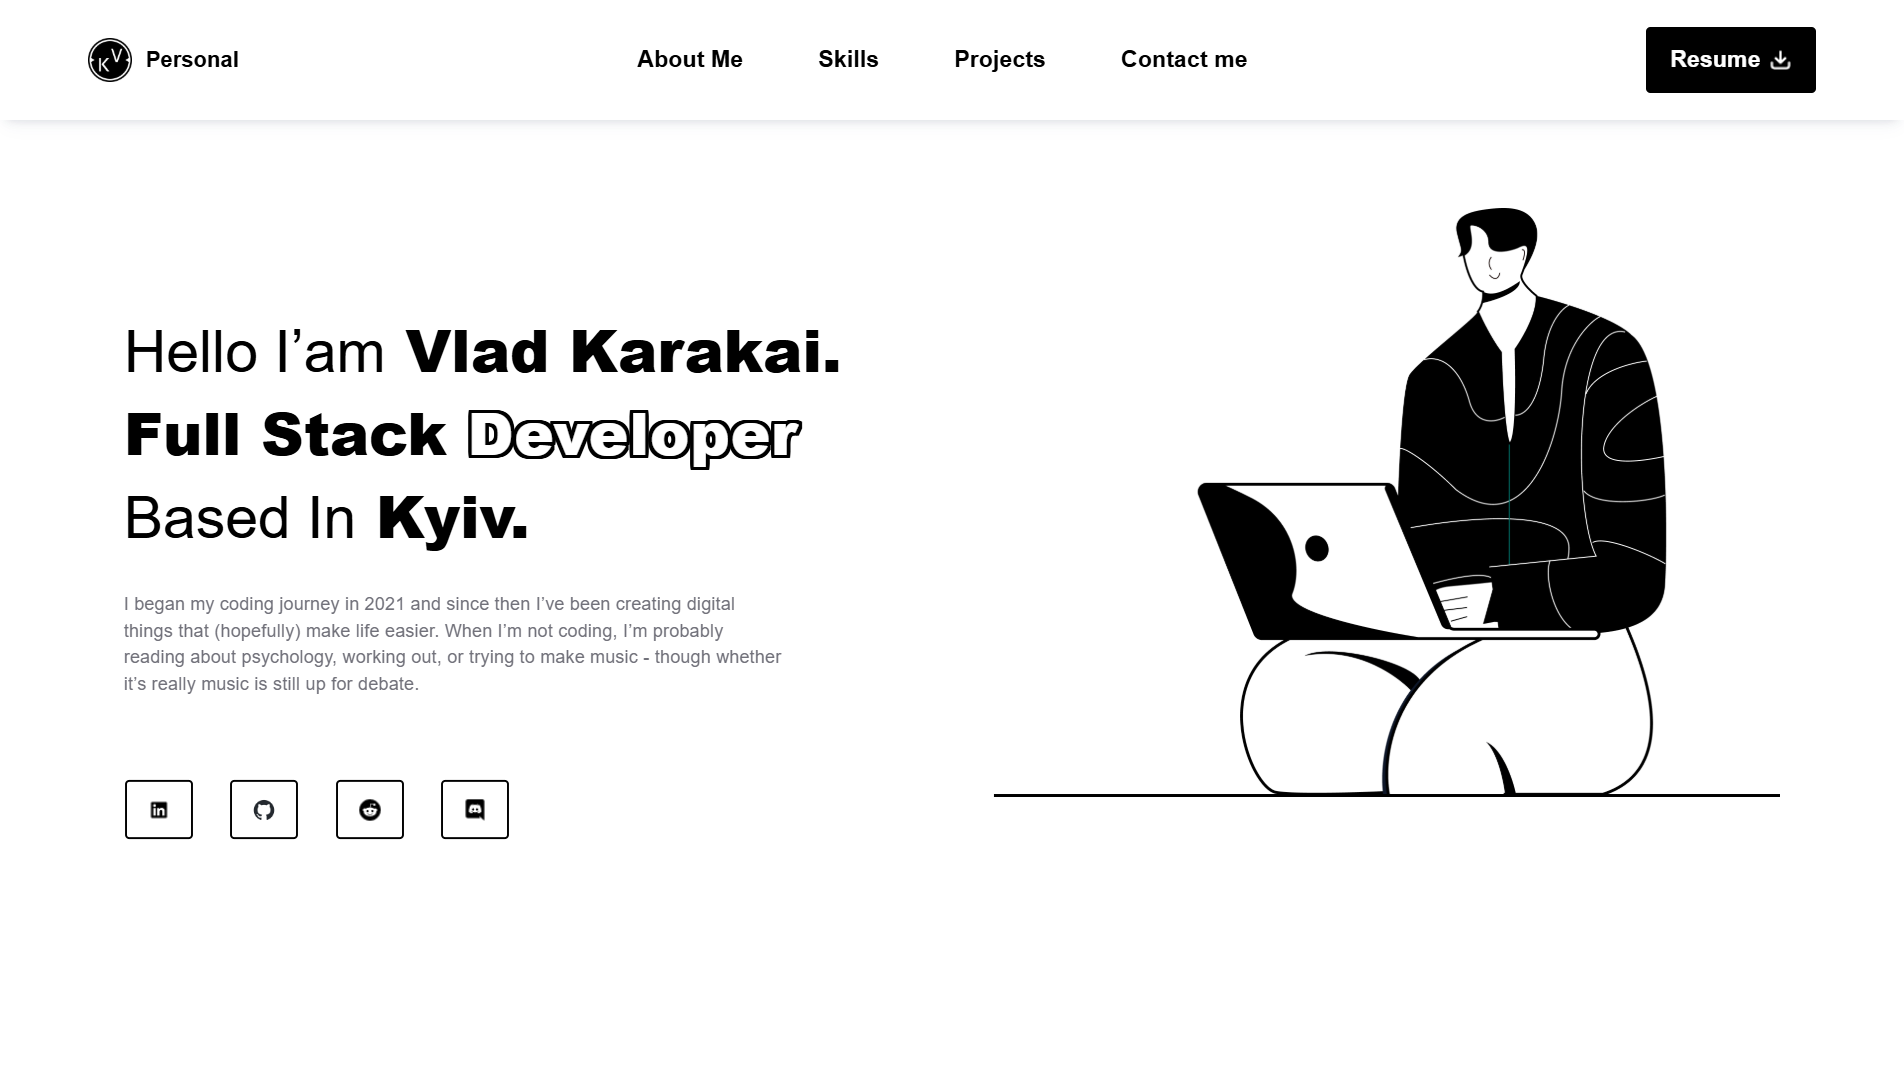 KV
Personal
About Me
Skills
Projects
Contact me
Resume
Hello I’am Vlad Karakai.
Full Stack Developer
Based In Kyiv.
I began my coding journey in 2021 and since then I’ve been creating digital
things that (hopefully) make life easier. When I’m not coding, I’m probably
reading about psychology, working out, or trying to make music - though whether
it’s really music is still up for debate.
in